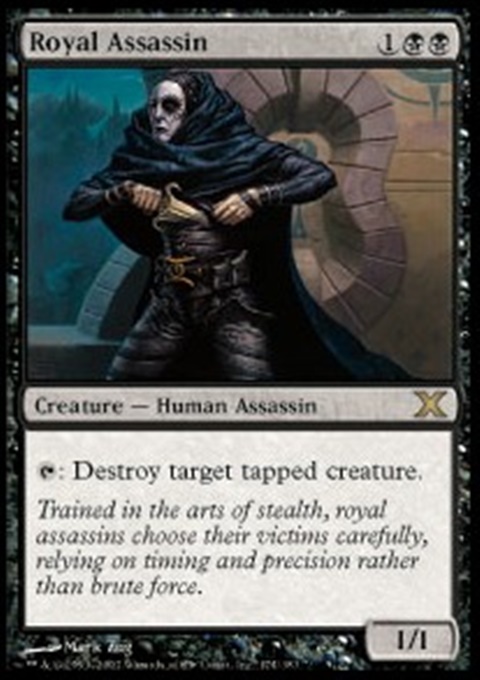 Royal Assassin 1
Creature — Human Assassin X
: Destroy target tapped creature.
Trained in the arts of stealth, royal
assassins choose their victims carefully,
relying on timing and precision rather
than brute force.
1/1
Mark